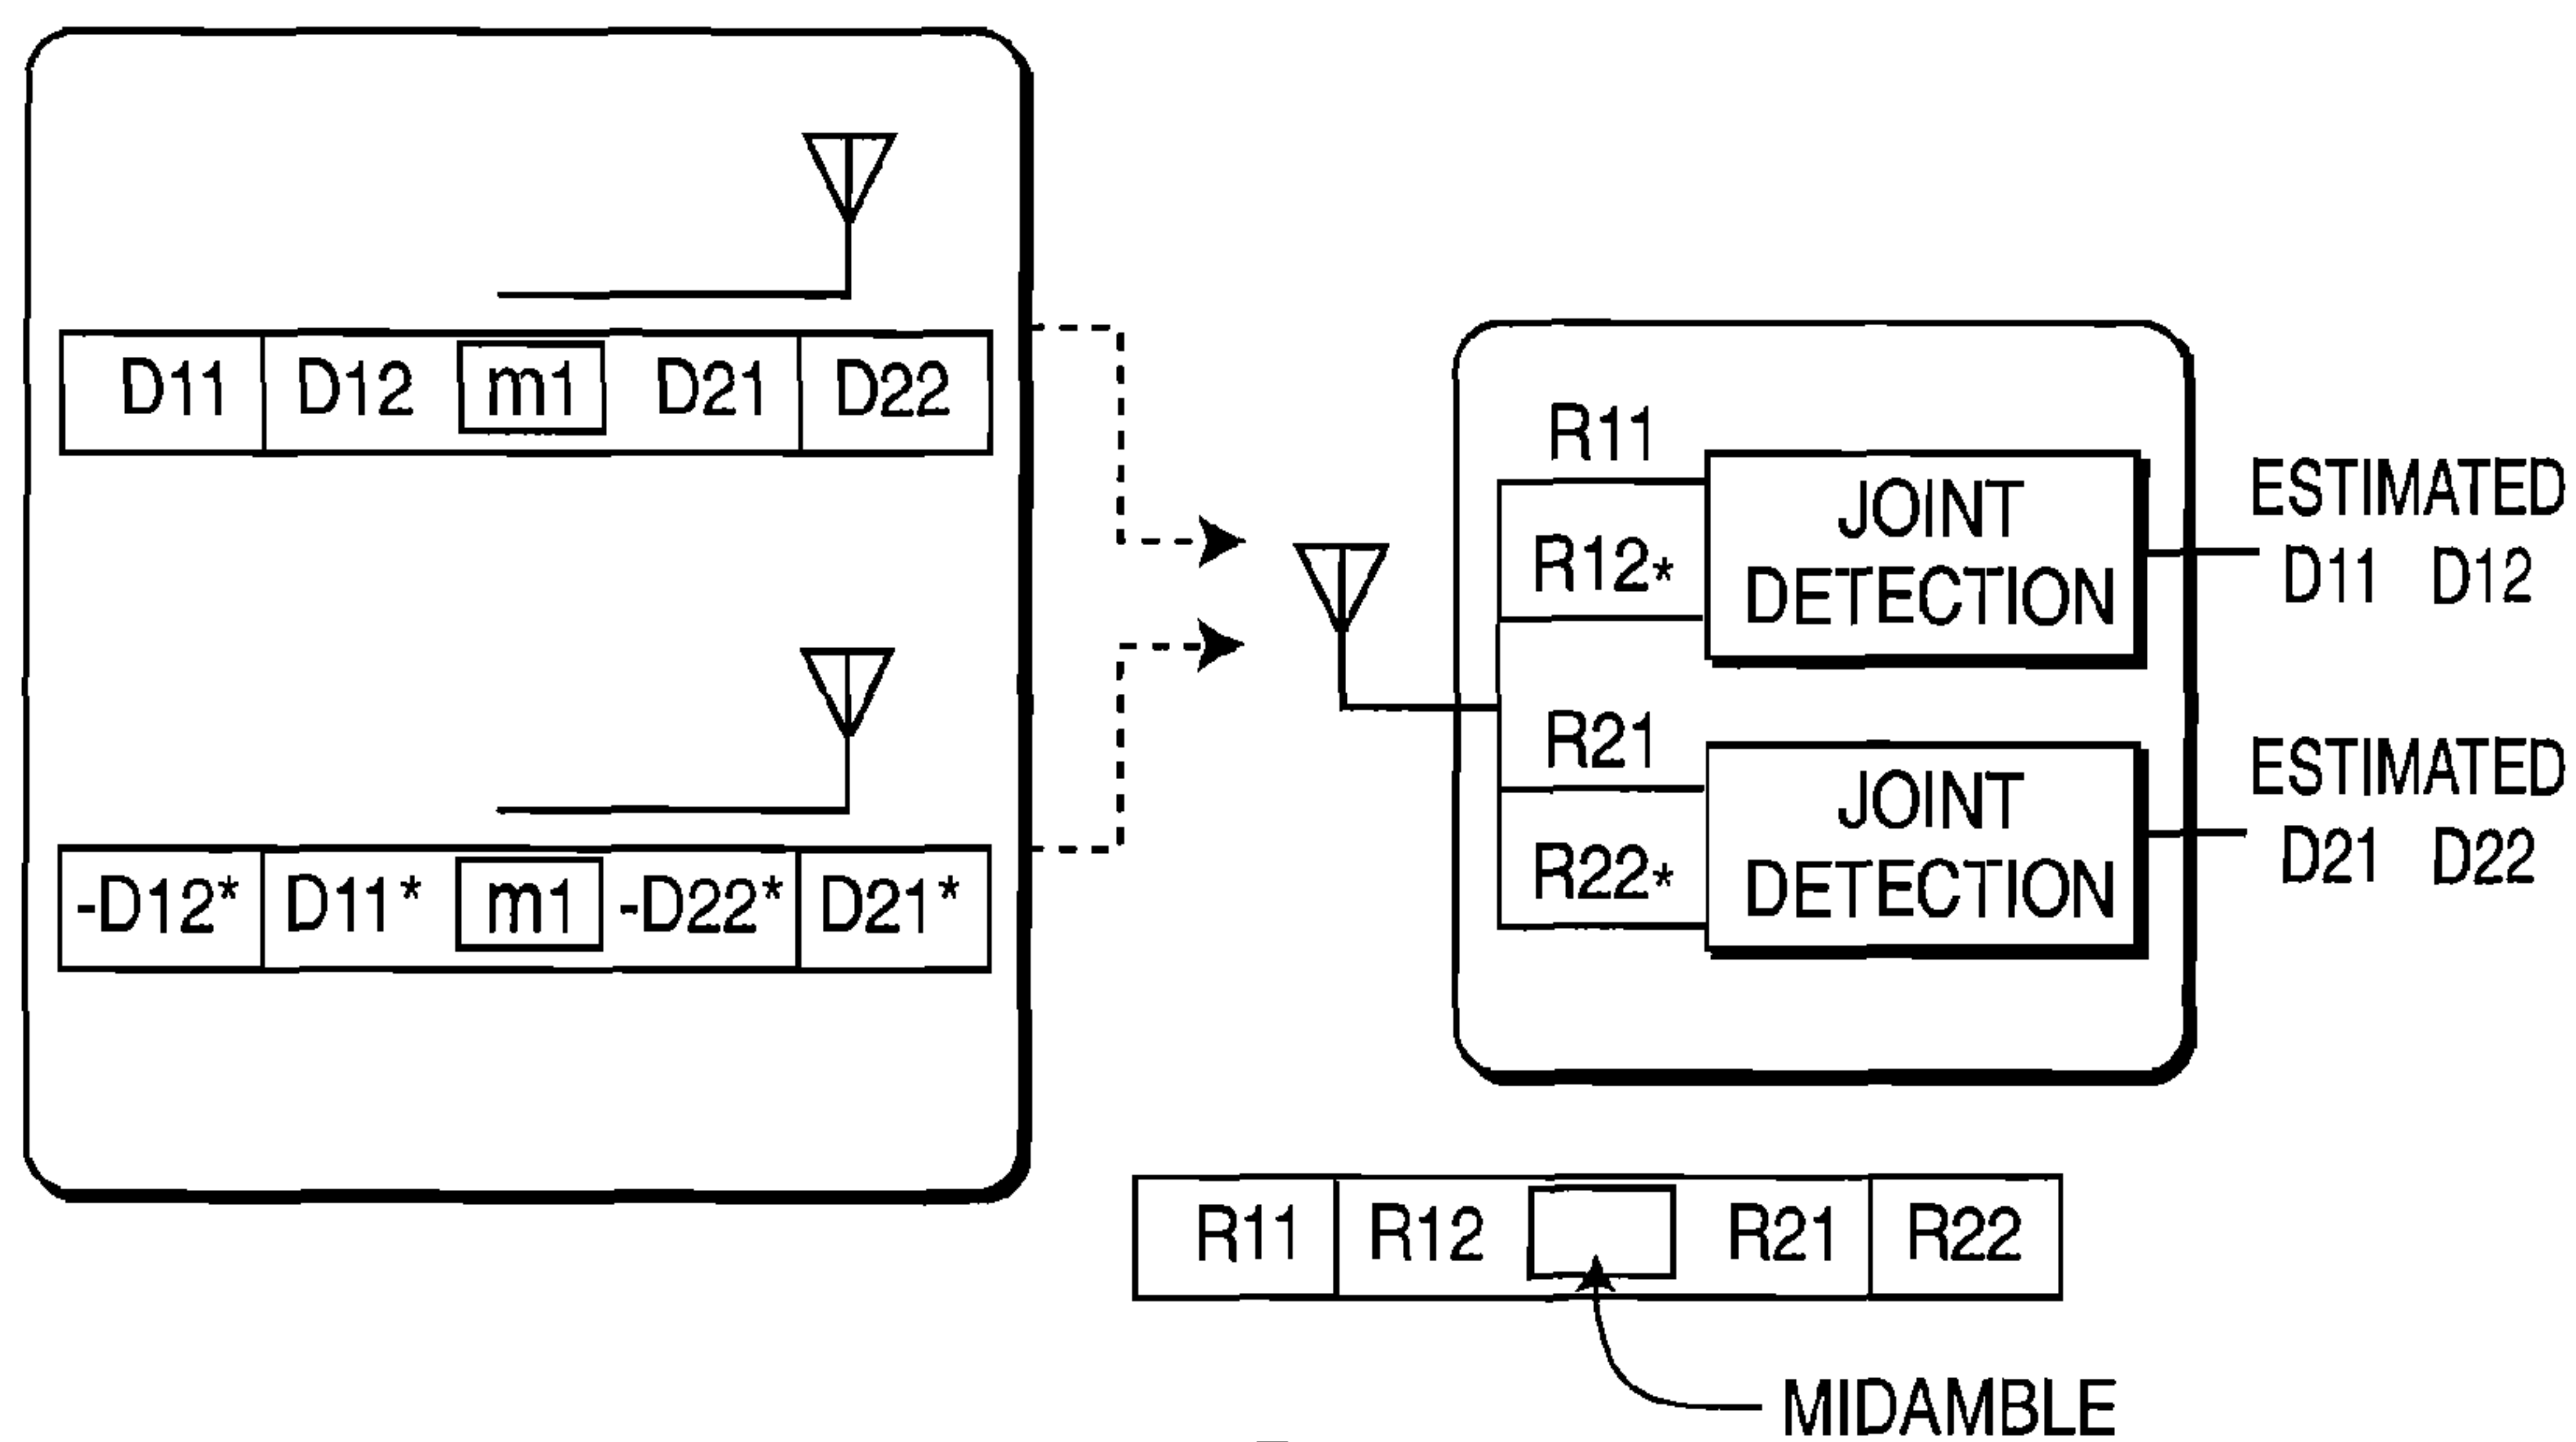 D11 D12 m1 D21 D22
-D12* D11* m1 -D22* D21*
R11
R12*
JOINT
DETECTION
ESTIMATED
D11 D12
R21
R22*
JOINT
DETECTION
ESTIMATED
D21 D22
R11 R12 R21 R22
MIDAMBLE